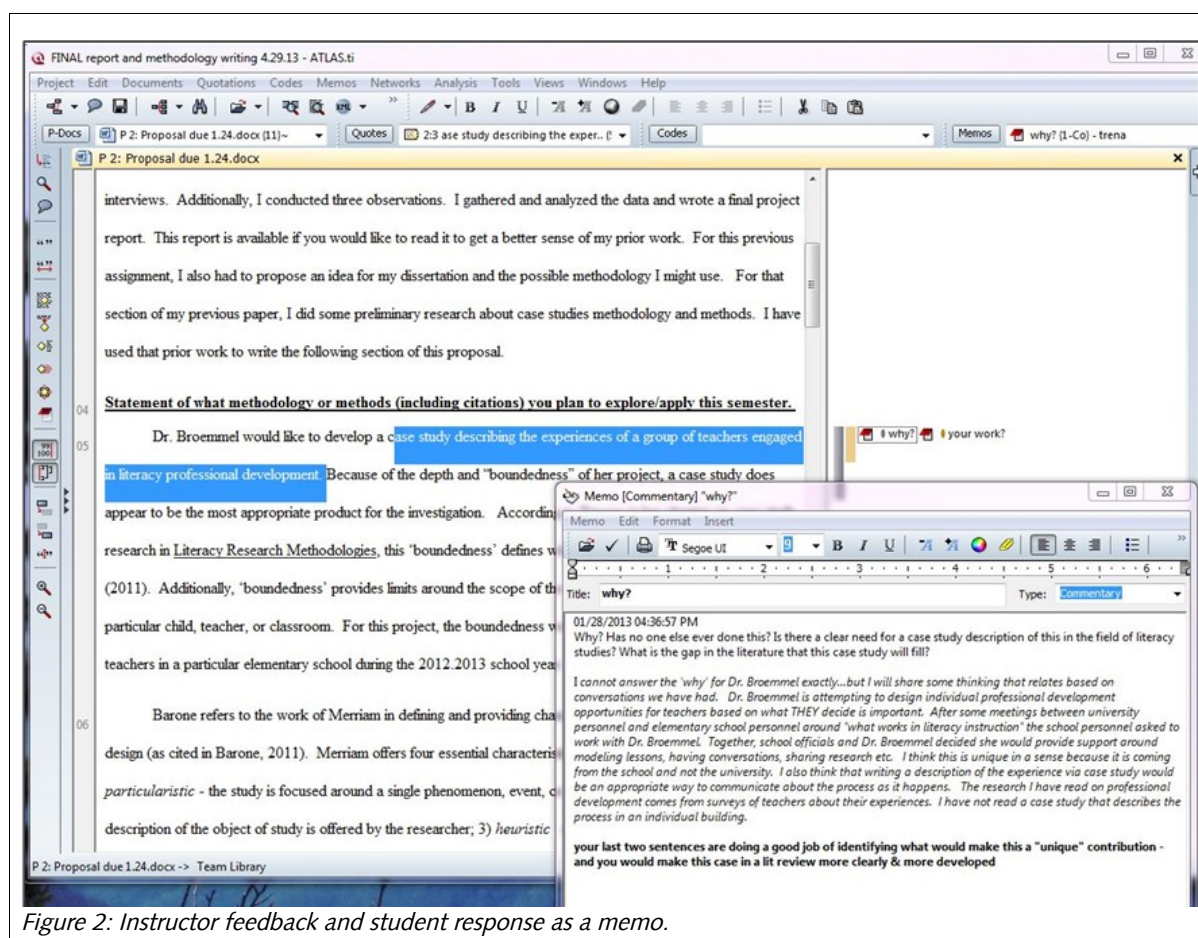 FINAL report and methodology writing 4.29.13 - ATLAS.ti
Project Edit Documents Quotations Codes Memos Networks Analysis Tools Views Windows Help
B I U
P-Docs P 2: Proposal due 1.24.docx {11}~ Quotes 2:3 ase study describing the exper.. Codes Memos why? {1-Co} - trena
P 2: Proposal due 1.24.docx
interviews. Additionally, I conducted three observations. I gathered and analyzed the data and wrote a final project
report. This report is available if you would like to read it to get a better sense of my prior work. For this previous
assignment, I also had to propose an idea for my dissertation and the possible methodology I might use. For that
section of my previous paper, I did some preliminary research about case studies methodology and methods. I have
used that prior work to write the following section of this proposal.
04 Statement of what methodology or methods (including citations) you plan to explore/apply this semester.
05 Dr. Broemmel would like to develop a case study describing the experiences of a group of teachers engaged
why? your work?
in literacy professional development. Because of the depth and "boundedness" of her project, a case study does
appear to be the most appropriate product for the investigation. According
research in Literacy Research Methodologies, this 'boundedness' defines w
(2011). Additionally, 'boundedness' provides limits around the scope of th
particular child, teacher, or classroom. For this project, the boundedness w
teachers in a particular elementary school during the 2012.2013 school yea
06 Barone refers to the work of Merriam in defining and providing cha
design (as cited in Barone, 2011). Merriam offers four essential characteris
particularistic - the study is focused around a single phenomenon, event, o
description of the object of study is offered by the researcher; 3) heuristic
P 2: Proposal due 1.24.docx -> Team Library
Memo [Commentary] "why?"
Memo Edit Format Insert
Segoe UI 9 B I U
1 2 3 4 5 6
Title: why? Type: Commentary
01/28/2013 04:36:57 PM
Why? Has no one else ever done this? Is there a clear need for a case study description of this in the field of literacy
studies? What is the gap in the literature that this case study will fill?
I cannot answer the 'why' for Dr. Broemmel exactly...but I will share some thinking that relates based on
conversations we have had. Dr. Broemmel is attempting to design individual professional development
opportunities for teachers based on what THEY decide is important. After some meetings between university
personnel and elementary school personnel around "what works in literacy instruction" the school personnel asked to
work with Dr. Broemmel. Together, school officials and Dr. Broemmel decided she would provide support around
modeling lessons, having conversations, sharing research etc. I think this is unique in a sense because it is coming
from the school and not the university. I also think that writing a description of the experience via case study would
be an appropriate way to communicate about the process as it happens. The research I have read on professional
development comes from surveys of teachers about their experiences. I have not read a case study that describes the
process in an individual building.
your last two sentences are doing a good job of identifying what would make this a "unique" contribution -
and you would make this case in a lit review more clearly & more developed
Figure 2: Instructor feedback and student response as a memo.